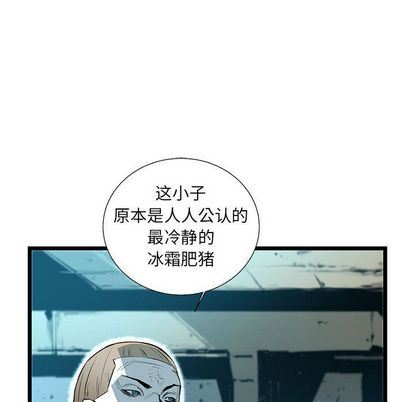 这小子
原本是人人公认的
最冷静的
冰霜肥猪